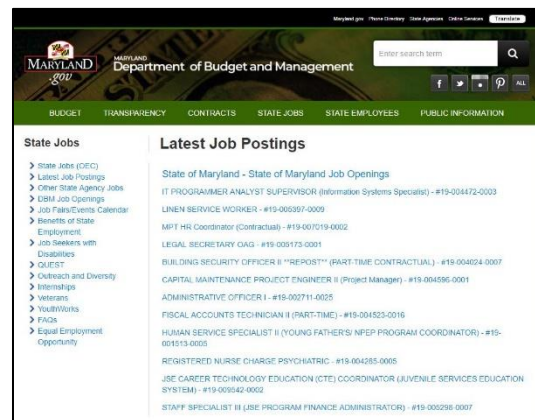 Maryland.gov Phone Directory State Agencies Online Services Translate
MARYLAND
.gov
MARYLAND
Department of Budget and Management
Enter search term
ALL
BUDGET TRANSPARENCY CONTRACTS STATE JOBS STATE EMPLOYEES PUBLIC INFORMATION
State Jobs
State Jobs (OEC)
Latest Job Postings
Other State Agency Jobs
DBM Job Openings
Job Fairs/Events Calendar
Benefits of State
Employment
Job Seekers with
Disabilities
QUEST
Outreach and Diversity
Internships
Veterans
YouthWorks
FAQs
Equal Employment
Opportunity
Latest Job Postings
State of Maryland - State of Maryland Job Openings
IT PROGRAMMER ANALYST SUPERVISOR (Information Systems Specialist) - #19-004472-0003
LINEN SERVICE WORKER - #19-005397-0009
MPT HR Coordinator (Contractual) - #19-007019-0002
LEGAL SECRETARY OAG - #19-005173-0001
BUILDING SECURITY OFFICER II **REPOST** (PART-TIME CONTRACTUAL) - #19-004024-0007
CAPITAL MAINTENANCE PROJECT ENGINEER II (Project Manager) - #19-004596-0001
ADMINISTRATIVE OFFICER I - #19-002711-0025
FISCAL ACCOUNTS TECHNICIAN II (PART-TIME) - #19-004523-0016
HUMAN SERVICE SPECIALIST II (YOUNG FATHER'S/ NPEP PROGRAM COORDINATOR) - #19-
001513-0005
REGISTERED NURSE CHARGE PSYCHIATRIC - #19-004265-0005
JSE CAREER TECHNOLOGY EDUCATION (CTE) COORDINATOR (JUVENILE SERVICES EDUCATION
SYSTEM) - #19-009542-0002
STAFF SPECIALIST III (JSE PROGRAM FINANCE ADMINISTRATOR) - #19-005298-0007